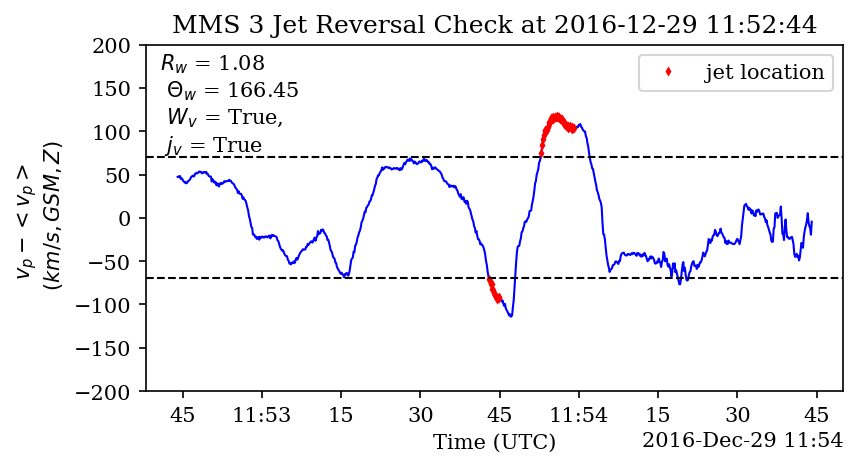 MMS 3 Jet Reversal Check at 2016-12-29 11:52:44
R_w = 1.08
Θ_w = 166.45
W_v = True,
j_v = True
jet location
v_p − < v_p >
(km/s, GSM, Z)
200
150
100
50
0
−50
−100
−150
−200
45 11:53 15 30 45 11:54 15 30 45
Time (UTC)
2016-Dec-29 11:54